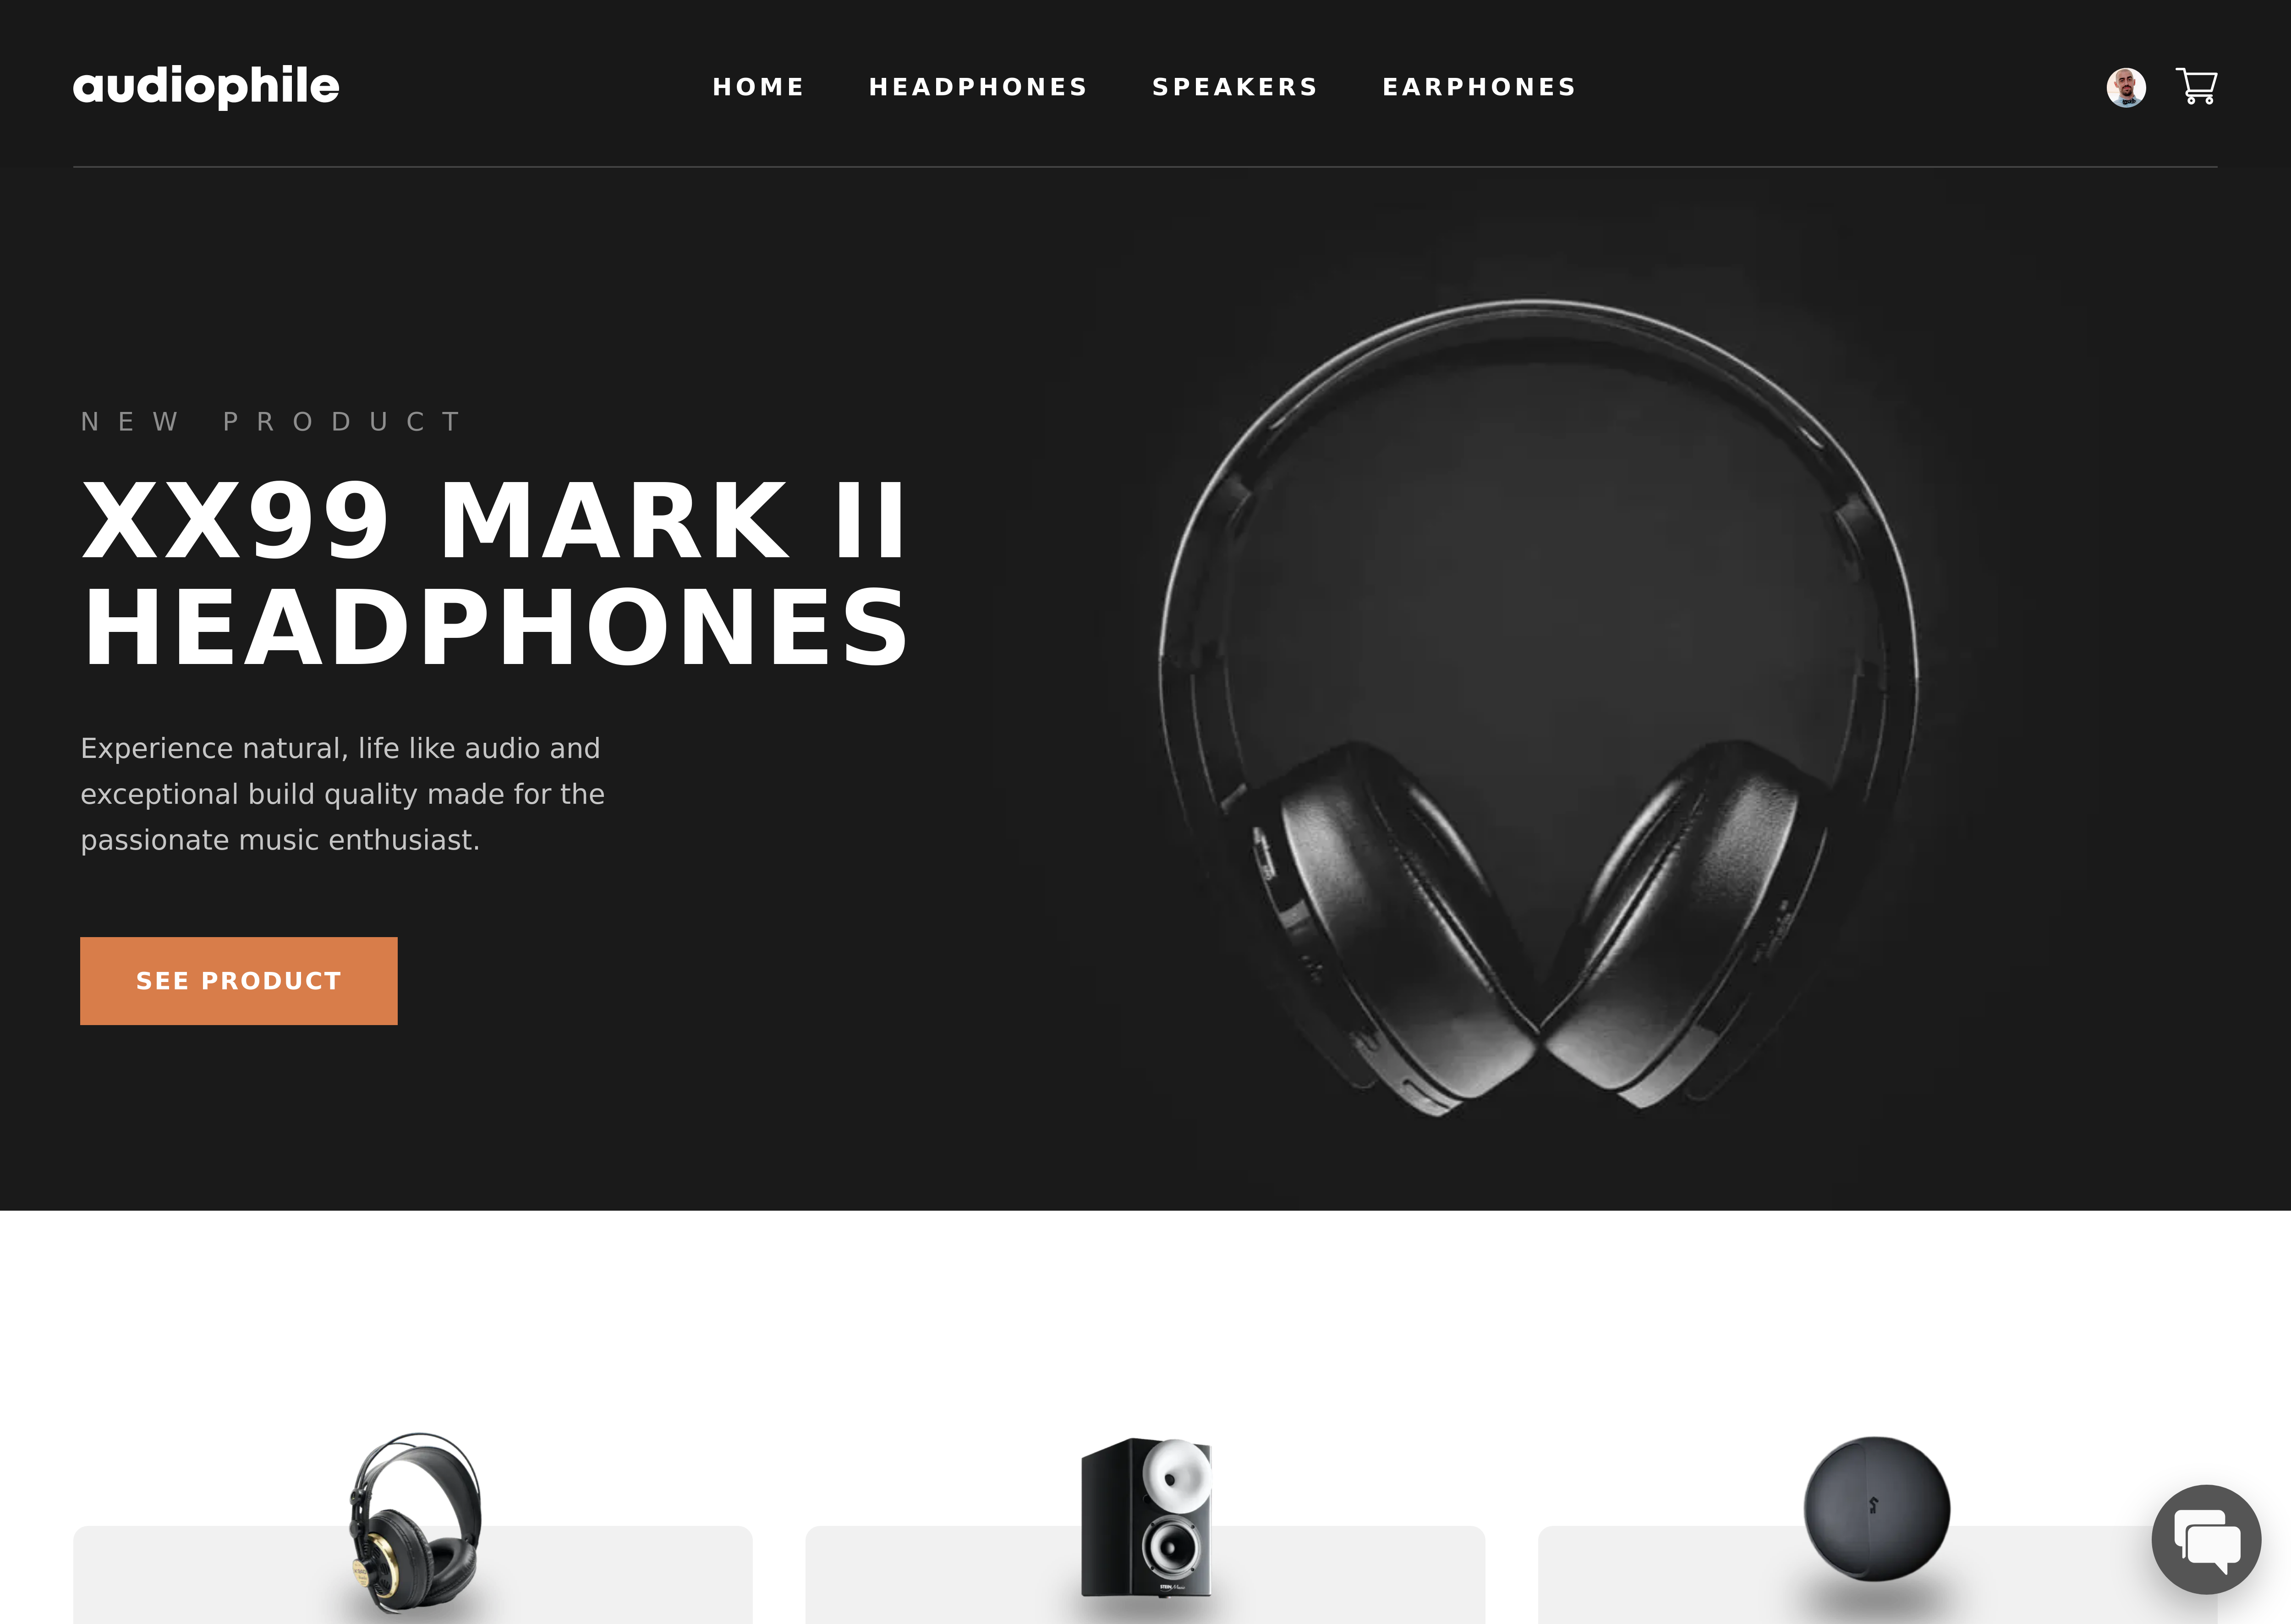 audiophile
HOME HEADPHONES SPEAKERS EARPHONES
NEW PRODUCT
XX99 MARK II
HEADPHONES
Experience natural, life like audio and
exceptional build quality made for the
passionate music enthusiast.
SEE PRODUCT